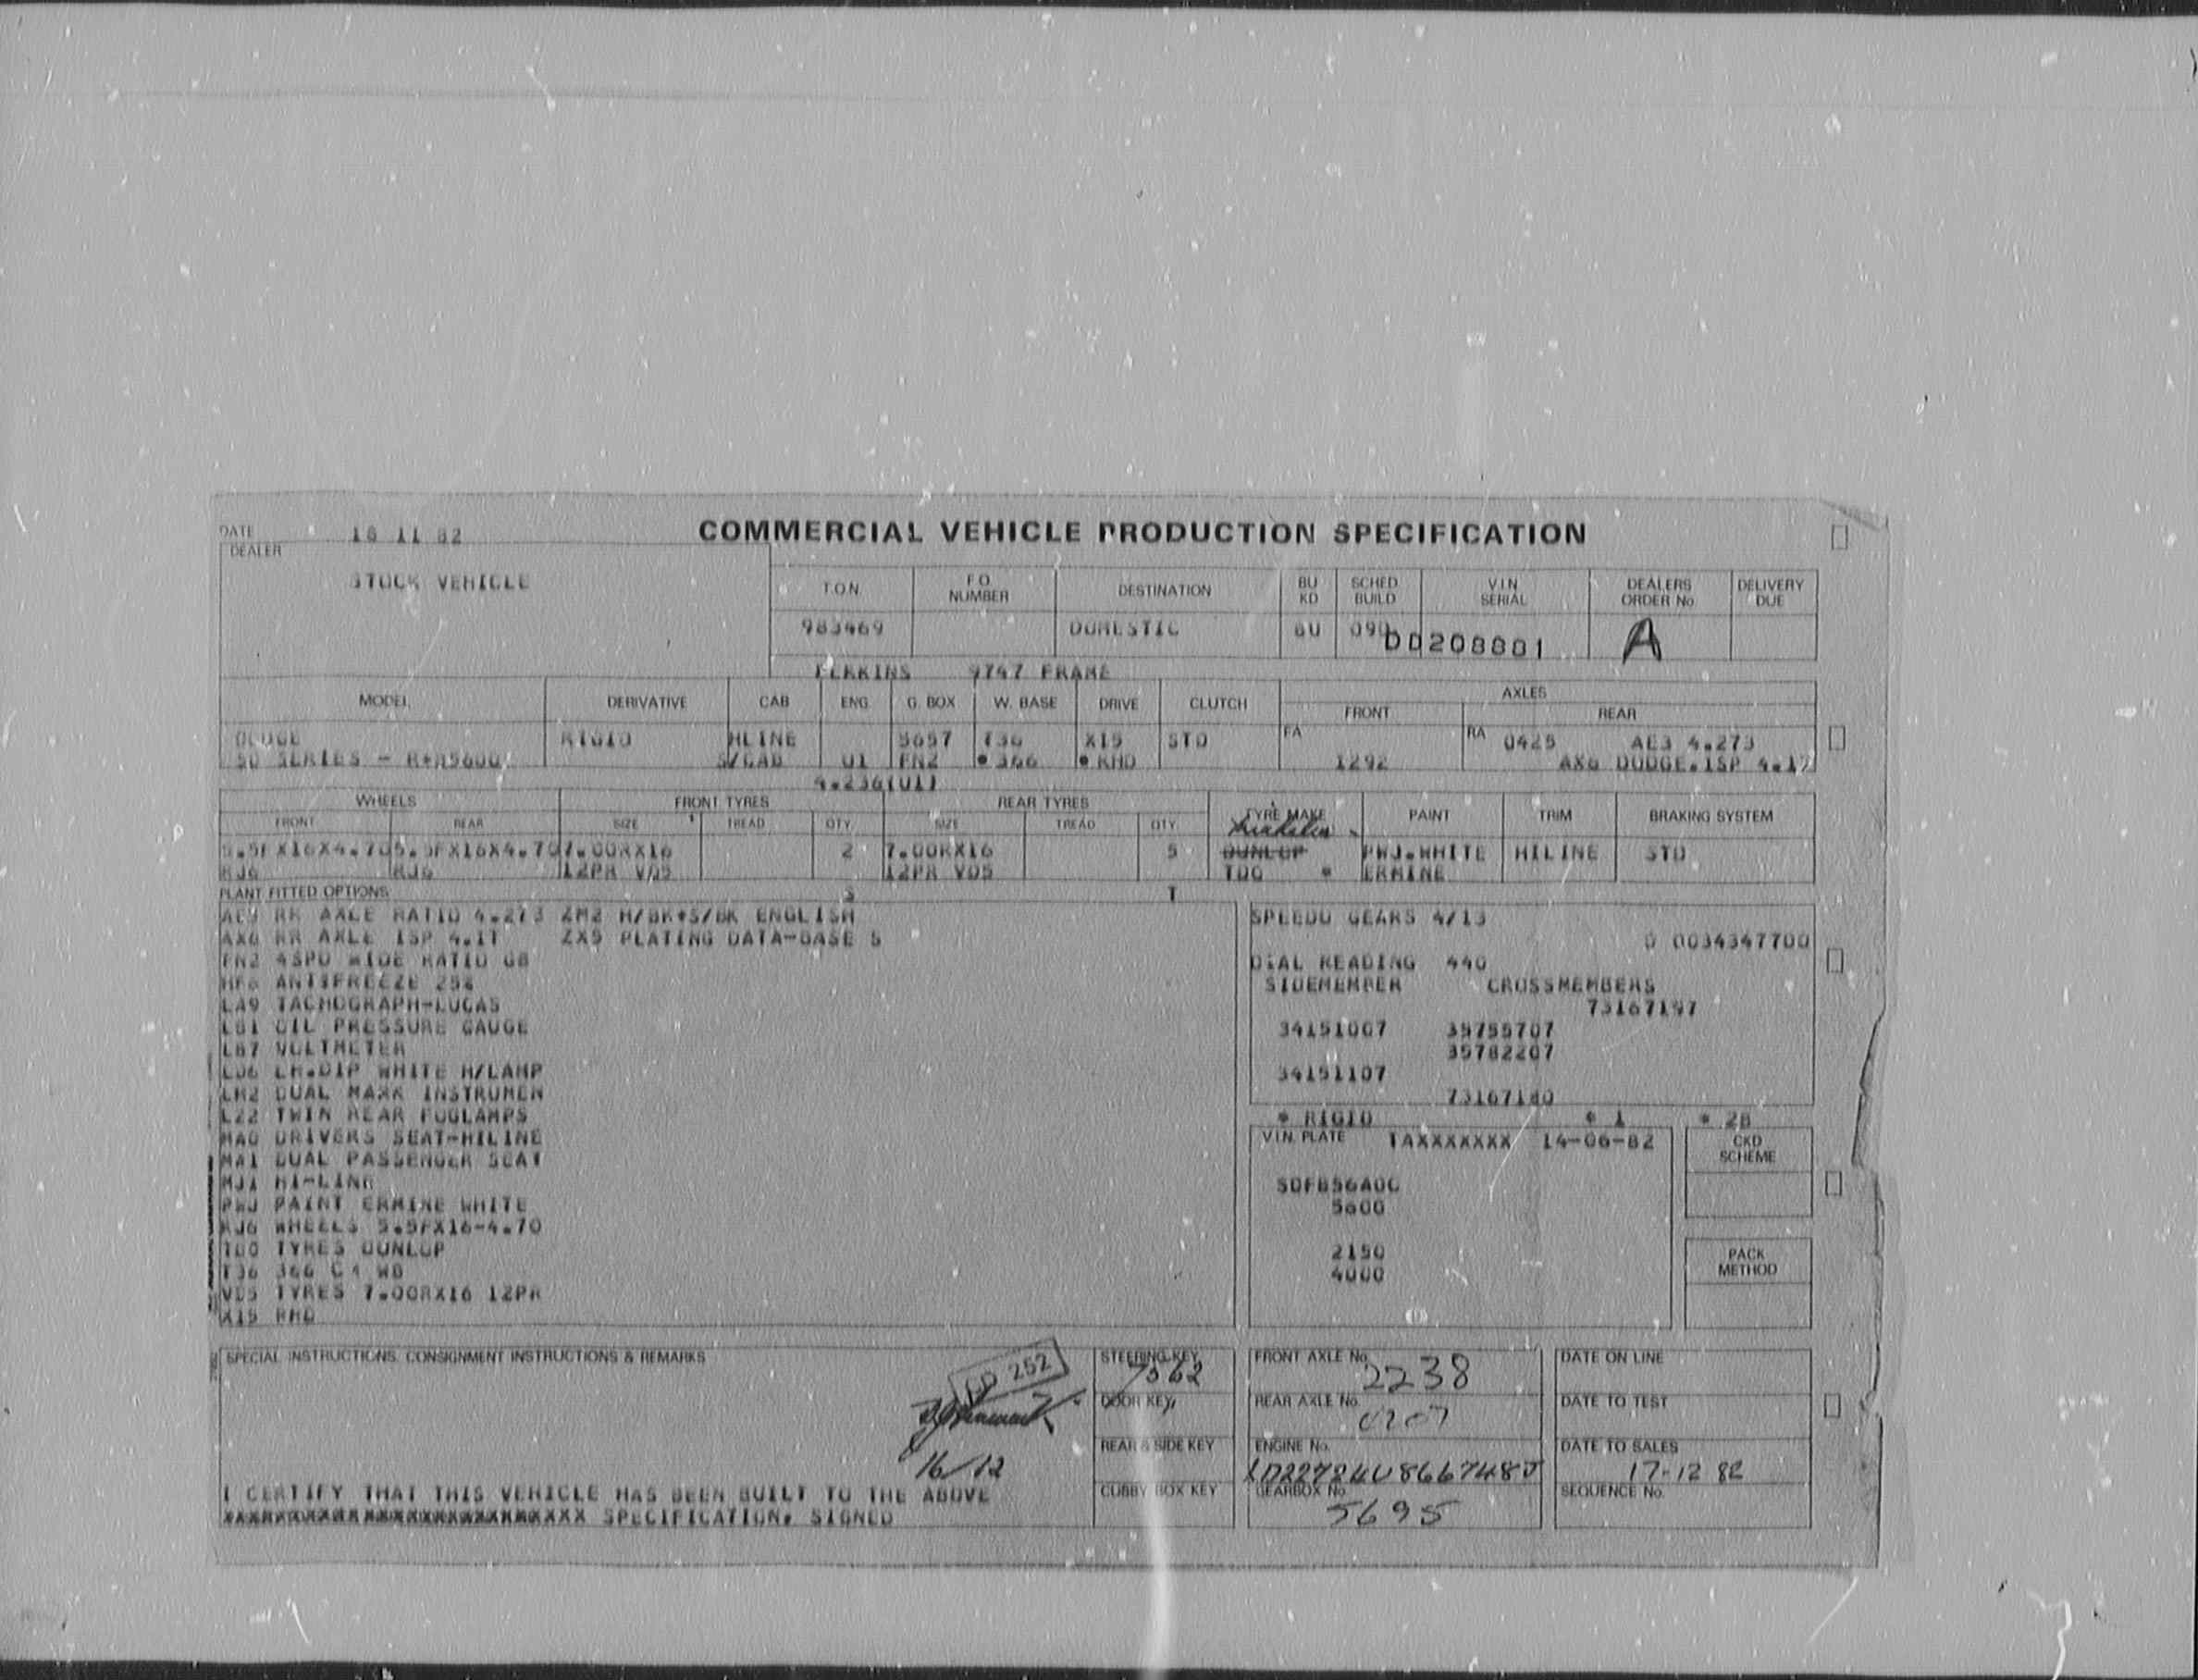 DATE 16 11 82 COMMERCIAL VEHICLE PRODUCTION SPECIFICATION
DEALER
STOCK VEHICLE
T.O.N. F.O. NUMBER DESTINATION BU KD SCHED BUILD V.I.N SERIAL DEALERS ORDER No DELIVERY DUE
983469 DOMESTIC BU 090 DD208801 A
PERKINS 9747 FRAME
MODEL DERIVATIVE CAB ENG G. BOX W. BASE DRIVE CLUTCH AXLES
FRONT REAR
DODGE RIGID HLINE 5657 T36 X15 STD FA RA 0425 AE3 4.273
50 SERIES - R*RS600 S/CAB U1 FN2 * 366 * RHD 1292 AX6 DODGE.ISP 4.1T
4.236(U1)
WHEELS FRONT TYRES REAR TYRES TYRE MAKE PAINT TRIM BRAKING SYSTEM
FRONT REAR SIZE TREAD QTY SIZE TREAD QTY Michelin
5.5FX16X4.70 5.5FX16X4.70 7.00RX16 2 7.00RX16 5 DUNLOP PWJ.WHITE HILINE STD
RJ6 RJ6 12PR VD5 12PR VD5 TDO * ERMINE
PLANT FITTED OPTIONS
RR AXLE RATIO 4.273 ZM2 H/BK+S/BK ENGLISH
AX6 RR AXLE ISP 4.1T ZX5 PLATING DATA-BASE 5
FN2 4SPD WIDE RATIO GB
HF6 ANTIFREEZE 25%
LA9 TACHOGRAPH-LUCAS
LB1 OIL PRESSURE GAUGE
LB7 VOLTMETER
LD6 LH.DIP WHITE H/LAMP
LM2 DUAL MARK INSTRUMEN
LZ2 TWIN REAR FOGLAMPS
MA0 DRIVERS SEAT-HILINE
MA1 DUAL PASSENGER SEAT
MJ1 HI-LINE
PWJ PAINT ERMINE WHITE
RJ6 WHEELS 5.5FX16-4.70
TDO TYRES DUNLOP
T36 366 CM WB
VD5 TYRES 7.00RX16 12PR
X15 RHD
SPEEDO GEARS 4/13
D 0034347700
DIAL READING 440
SIDEMEMBER CROSSMEMBERS
73167197
34151007 35755707
35782207
34151107
73167180
* RIGID * 1 * 2B
V.I.N. PLATE TAXXXXXXX 14-06-82 CKD SCHEME
SDFB56A0C
5600
2150 PACK METHOD
4000
SPECIAL INSTRUCTIONS, CONSIGNMENT INSTRUCTIONS & REMARKS
252
16/12
I CERTIFY THAT THIS VEHICLE HAS BEEN BUILT TO THE ABOVE
SPECIFICATION, SIGNED
STEERING KEY 7562
DOOR KEY
REAR & SIDE KEY
CUBBY BOX KEY
FRONT AXLE No. 2238
REAR AXLE No. 0207
ENGINE No. LD22724U866748J
GEARBOX No. 5695
DATE ON LINE
DATE TO TEST
DATE TO SALES 17-12 82
SEQUENCE No.